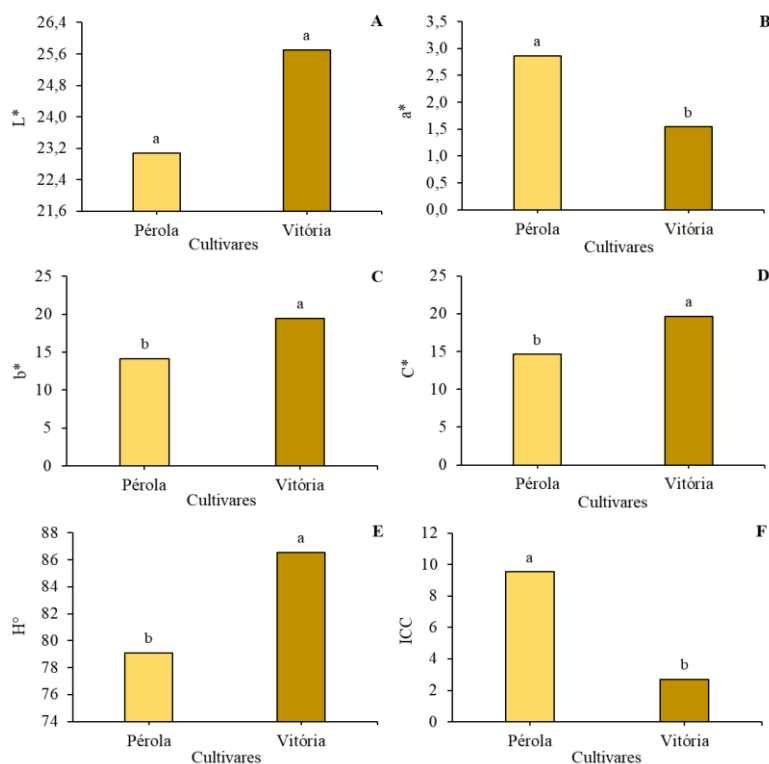 A
26,4
25,6
24,8
24,0
23,2
22,4
21,6
L*
a
a
Pérola
Vitória
Cultivares
B
3,5
3,0
2,5
2,0
1,5
1,0
0,5
0,0
a*
a
b
Pérola
Vitória
Cultivares
C
25
20
15
10
5
0
b*
b
a
Pérola
Vitória
Cultivares
D
25
20
15
10
5
0
C*
b
a
Pérola
Vitória
Cultivares
E
88
86
84
82
80
78
76
74
H°
b
a
Pérola
Vitória
Cultivares
F
12
10
8
6
4
2
0
ICC
a
b
Pérola
Vitória
Cultivares